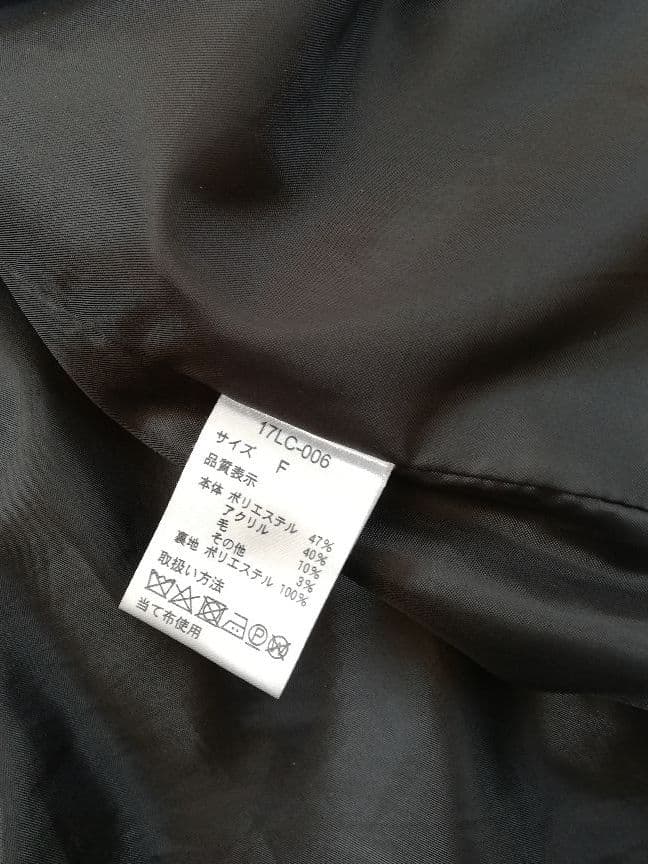 17LC-006
サイズ F
品質表示
本体 ポリエステル 47%
アクリル 40%
毛 10%
その他 3%
裏地 ポリエステル 100%
取扱い方法
P
当て布使用